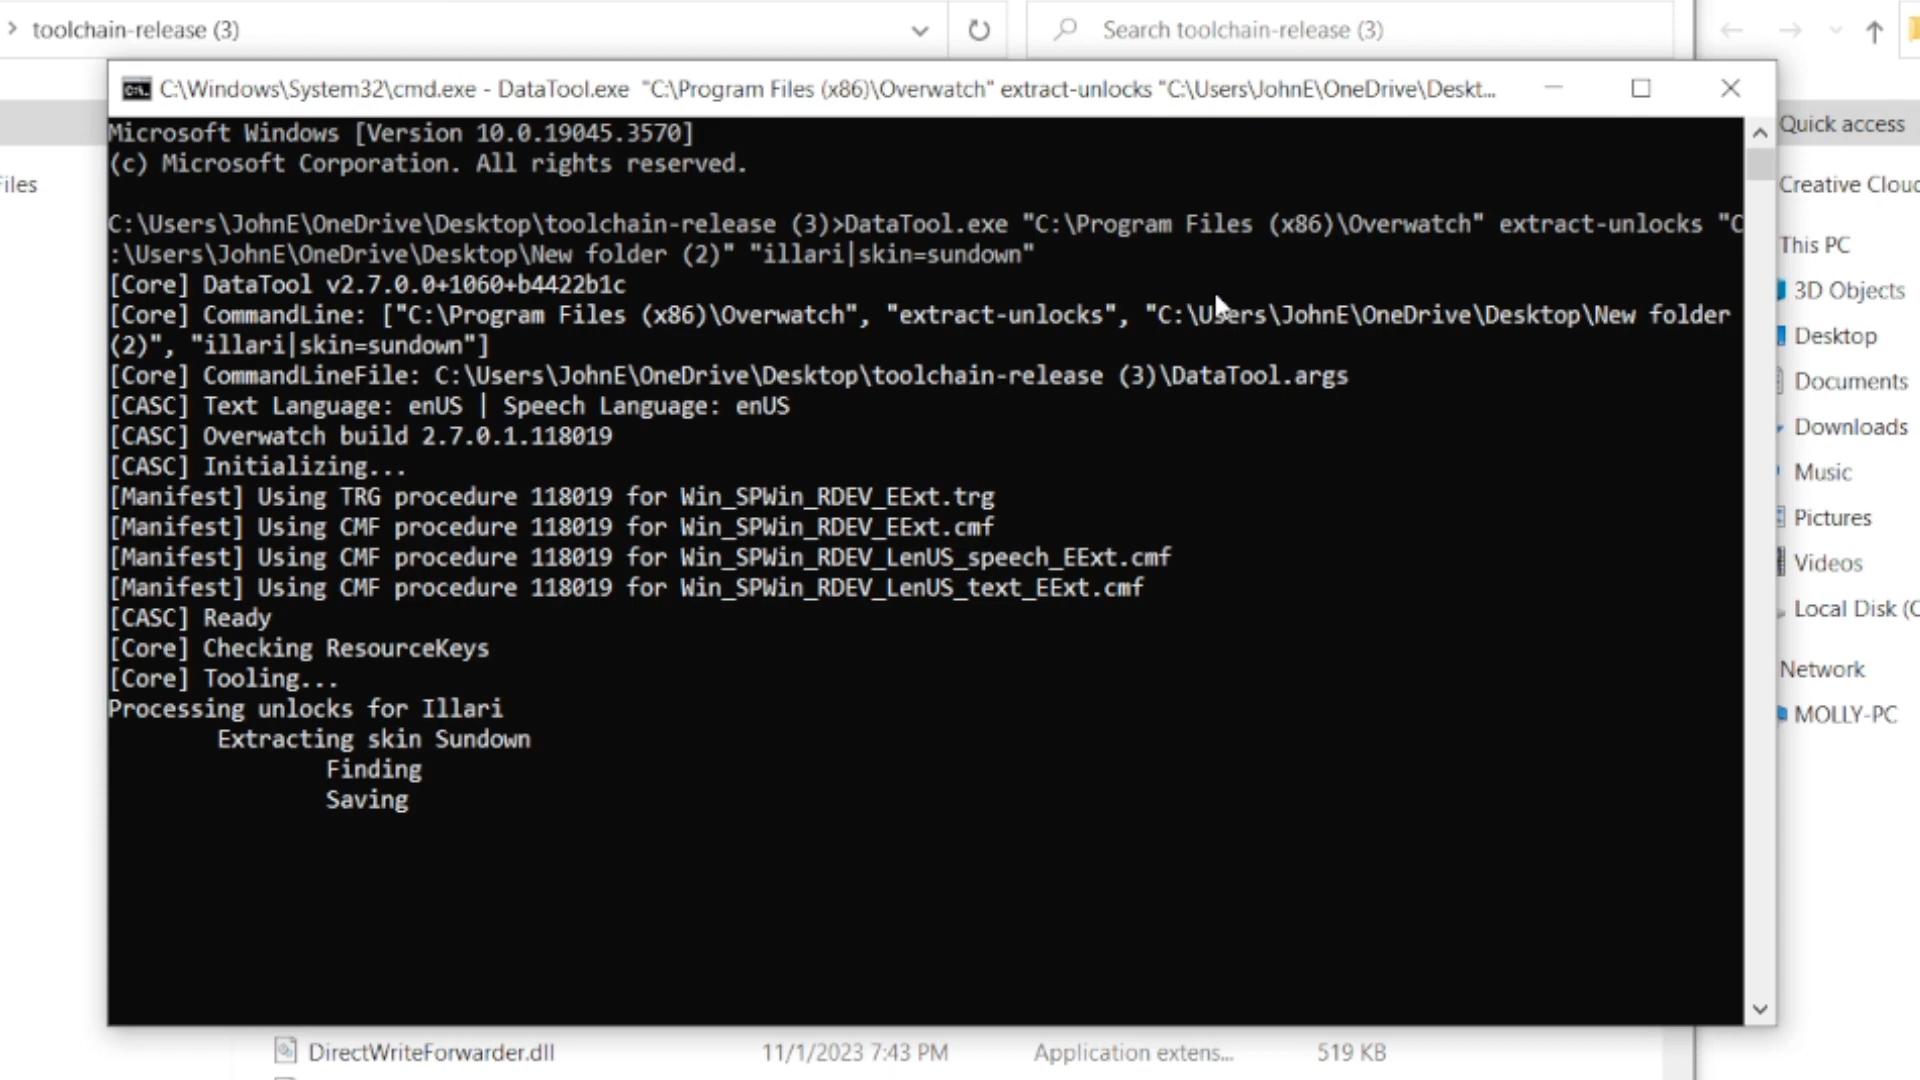 toolchain-release (3)
Search toolchain-release (3)
C:\Windows\System32\cmd.exe - DataTool.exe "C:\Program Files (x86)\Overwatch" extract-unlocks "C:\Users\JohnE\OneDrive\Deskt...
Microsoft Windows [Version 10.0.19045.3570]
(c) Microsoft Corporation. All rights reserved.
C:\Users\JohnE\OneDrive\Desktop\toolchain-release (3)>DataTool.exe "C:\Program Files (x86)\Overwatch" extract-unlocks "C
:\Users\JohnE\OneDrive\Desktop\New folder (2)" "illari|skin=sundown"
[Core] DataTool v2.7.0.0+1060+b4422b1c
[Core] CommandLine: ["C:\Program Files (x86)\Overwatch", "extract-unlocks", "C:\Users\JohnE\OneDrive\Desktop\New folder
(2)", "illari|skin=sundown"]
[Core] CommandLineFile: C:\Users\JohnE\OneDrive\Desktop\toolchain-release (3)\DataTool.args
[CASC] Text Language: enUS | Speech Language: enUS
[CASC] Overwatch build 2.7.0.1.118019
[CASC] Initializing...
[Manifest] Using TRG procedure 118019 for Win_SPWin_RDEV_EExt.trg
[Manifest] Using CMF procedure 118019 for Win_SPWin_RDEV_EExt.cmf
[Manifest] Using CMF procedure 118019 for Win_SPWin_RDEV_LenUS_speech_EExt.cmf
[Manifest] Using CMF procedure 118019 for Win_SPWin_RDEV_LenUS_text_EExt.cmf
[CASC] Ready
[Core] Checking ResourceKeys
[Core] Tooling...
Processing unlocks for Illari
Extracting skin Sundown
Finding
Saving
iles
Quick access
Creative Clouc
This PC
3D Objects
Desktop
Documents
Downloads
Music
Pictures
Videos
Local Disk (C
Network
MOLLY-PC
DirectWriteForwarder.dll 11/1/2023 7:43 PM Application extens... 519 KB